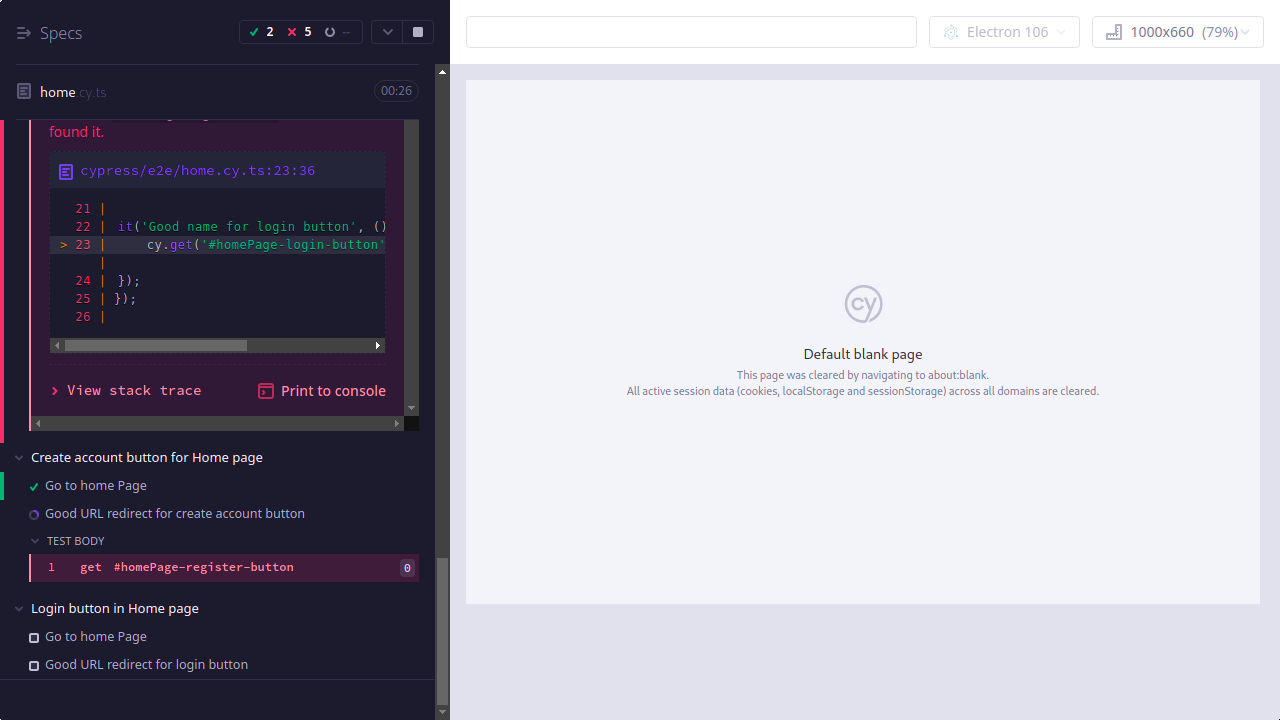 Specs
2
5
--
Electron 106
1000x660 (79%)
home.cy.ts
00:26
found it.
cypress/e2e/home.cy.ts:23:36
21 |
22 | it('Good name for login button', ()
> 23 | cy.get('#homePage-login-button'
|
24 | });
25 | });
26 |
View stack trace
Print to console
Create account button for Home page
Go to home Page
Good URL redirect for create account button
TEST BODY
1 get #homePage-register-button 0
Login button in Home page
Go to home Page
Good URL redirect for login button
cy
Default blank page
This page was cleared by navigating to about:blank.
All active session data (cookies, localStorage and sessionStorage) across all domains are cleared.